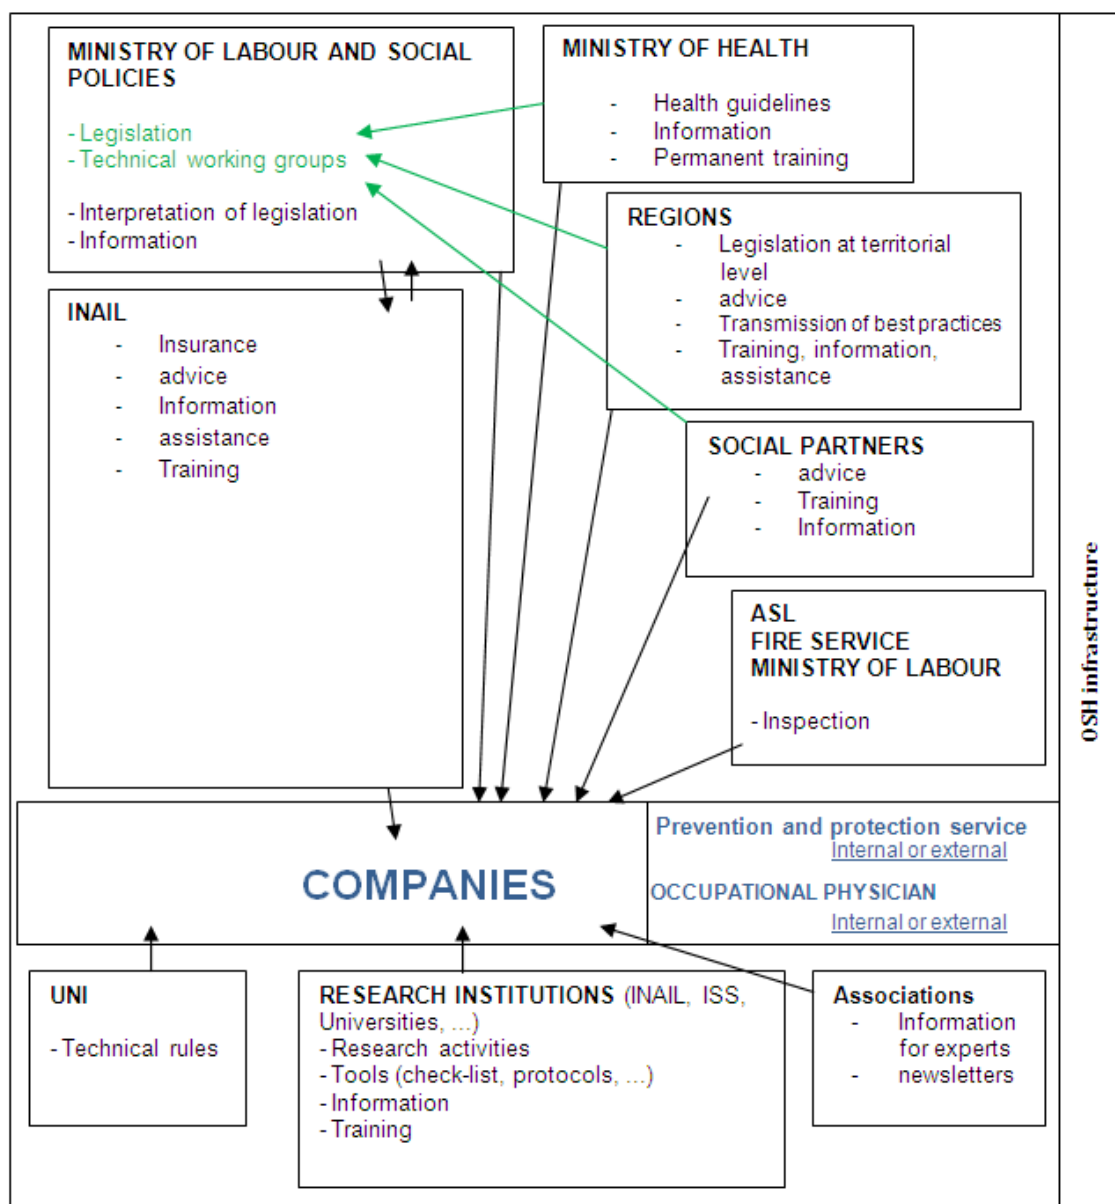 MINISTRY OF LABOUR AND SOCIAL
POLICIES
- Legislation
- Technical working groups
- Interpretation of legislation
- Information
MINISTRY OF HEALTH
- Health guidelines
- Information
- Permanent training
REGIONS
- Legislation at territorial
level
- advice
- Transmission of best practices
- Training, information,
assistance
INAIL
- Insurance
- advice
- Information
- assistance
- Training
SOCIAL PARTNERS
- advice
- Training
- Information
ASL
FIRE SERVICE
MINISTRY OF LABOUR
- Inspection
OSH infrastructure
COMPANIES
Prevention and protection service
Internal or external
OCCUPATIONAL PHYSICIAN
Internal or external
UNI
- Technical rules
RESEARCH INSTITUTIONS (INAIL, ISS,
Universities, ...)
- Research activities
- Tools (check-list, protocols, ...)
- Information
- Training
Associations
- Information
for experts
- newsletters